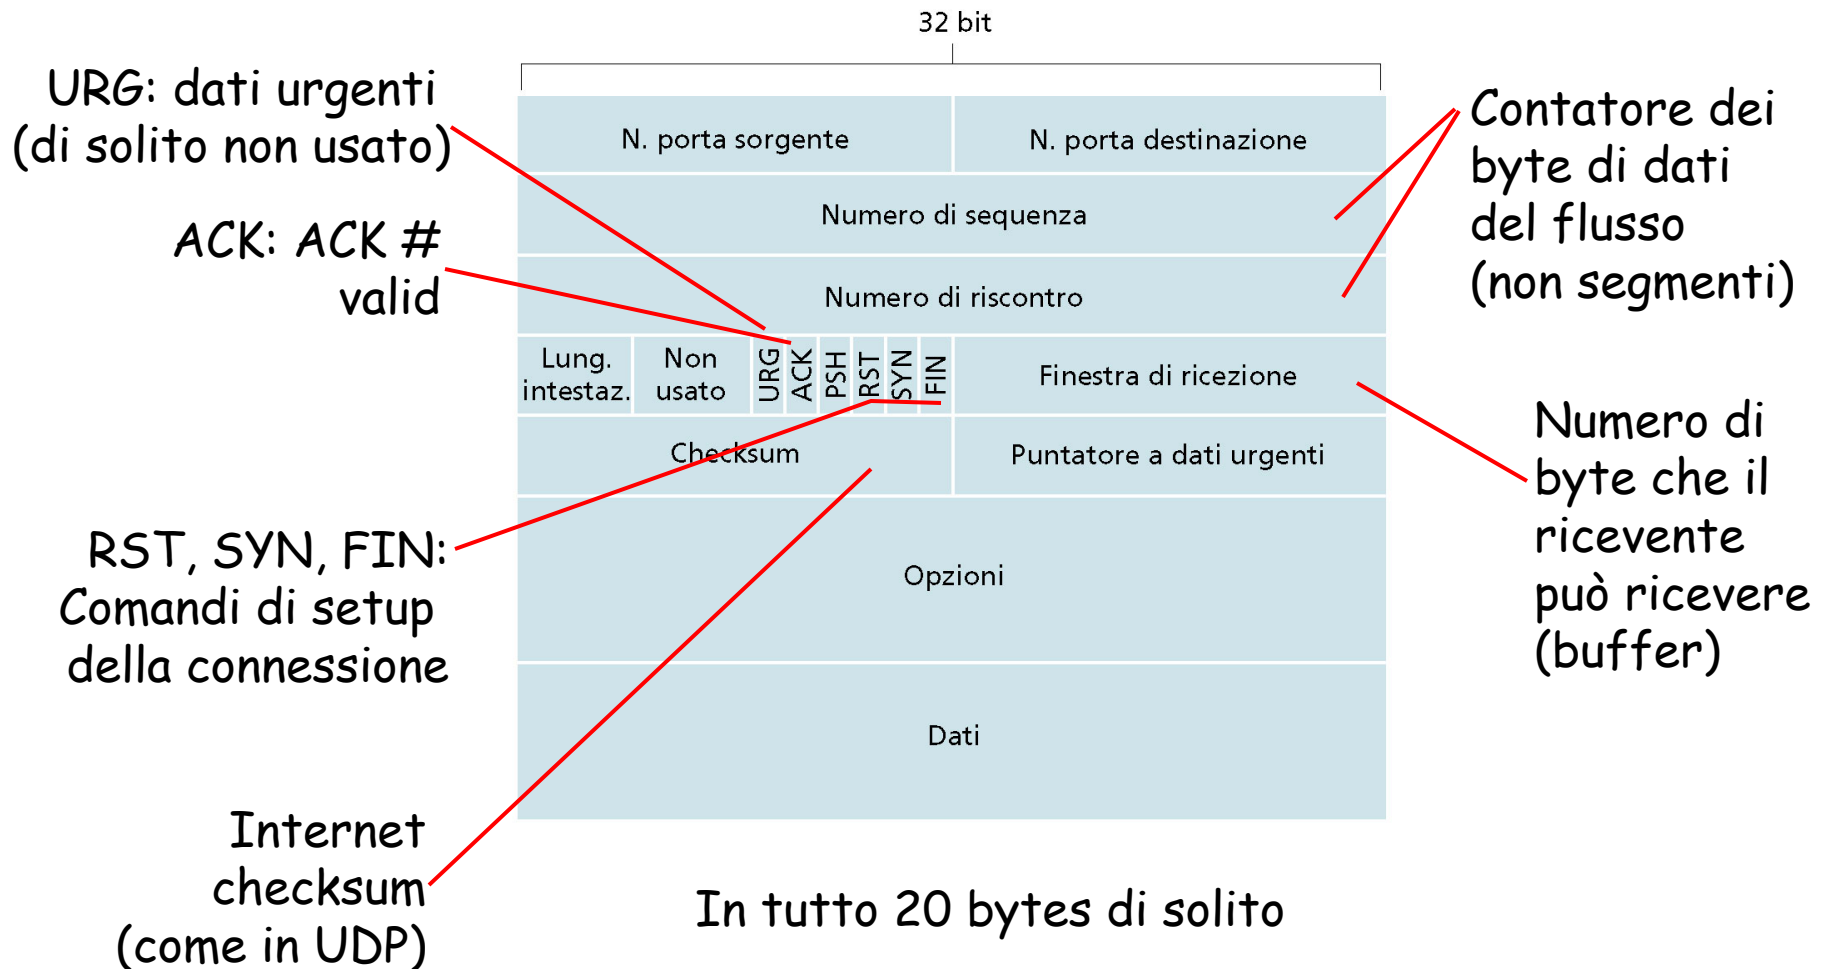 32 bit
URG: dati urgenti
(di solito non usato)
ACK: ACK #
valid
RST, SYN, FIN:
Comandi di setup
della connessione
Internet
checksum
(come in UDP)
N. porta sorgente
N. porta destinazione
Numero di sequenza
Numero di riscontro
Lung.
intestaz.
Non
usato
URG
ACK
PSH
RST
SYN
FIN
Finestra di ricezione
Checksum
Puntatore a dati urgenti
Opzioni
Dati
Contatore dei
byte di dati
del flusso
(non segmenti)
Numero di
byte che il
ricevente
può ricevere
(buffer)
In tutto 20 bytes di solito